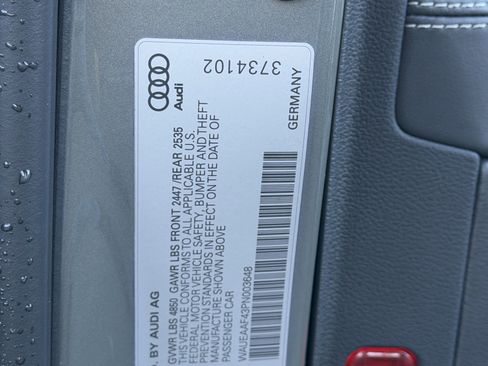 3734102
Audi
GERMANY
. BY AUDI AG
GVWR LBS 4850 GAWR LBS FRONT 2447 /REAR 2535
THIS VEHICLE CONFORMS TO ALL APPLICABLE U.S.
FEDERAL MOTOR VEHICLE SAFETY, BUMPER AND THEFT
PREVENTION STANDARDS IN EFFECT ON THE DATE OF
MANUFACTURE SHOWN ABOVE
PASSENGER CAR
WAUEAAF43PN003648